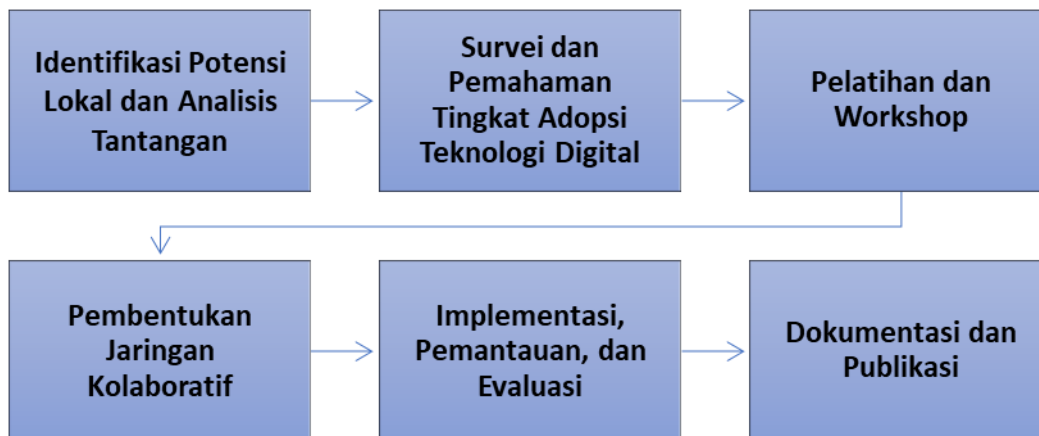 Identifikasi Potensi
Lokal dan Analisis
Tantangan
Survei dan
Pemahaman
Tingkat Adopsi
Teknologi Digital
Pelatihan dan
Workshop
Pembentukan
Jaringan
Kolaboratif
Implementasi,
Pemantauan, dan
Evaluasi
Dokumentasi dan
Publikasi